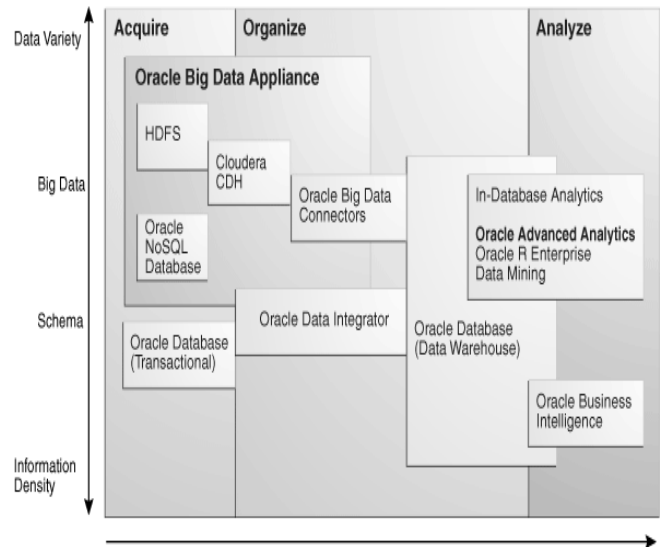 Data Variety
Big Data
Schema
Information
Density
Acquire
Organize
Analyze
Oracle Big Data Appliance
HDFS
Cloudera
CDH
Oracle Big Data
Connectors
Oracle
NoSQL
Database
In-Database Analytics
Oracle Advanced Analytics
Oracle R Enterprise
Data Mining
Oracle Data Integrator
Oracle Database
(Transactional)
Oracle Database
(Data Warehouse)
Oracle Business
Intelligence